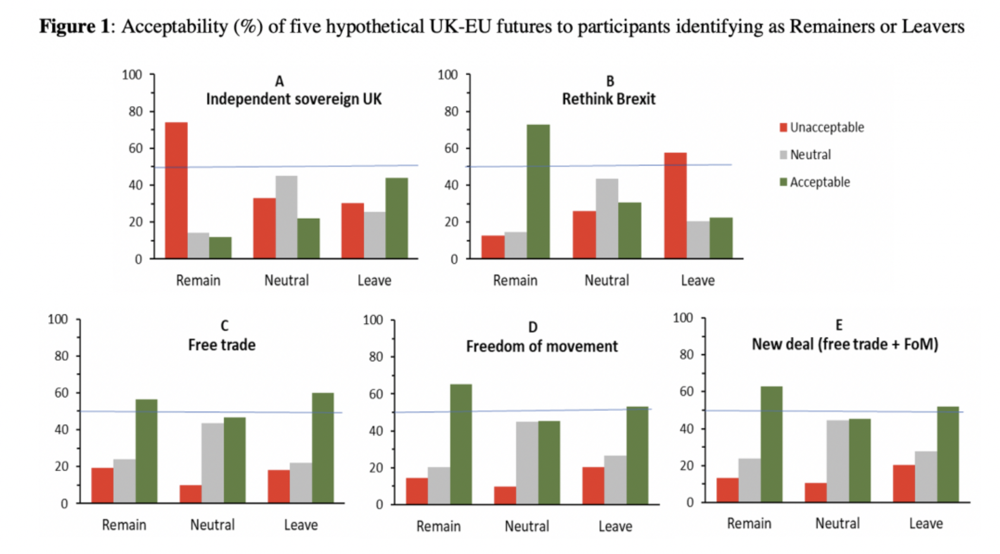 Figure 1: Acceptability (%) of five hypothetical UK-EU futures to participants identifying as Remainers or Leavers
A
Independent sovereign UK
100
80
60
40
20
0
Remain Neutral Leave
B
Rethink Brexit
100
80
60
40
20
0
Remain Neutral Leave
Unacceptable
Neutral
Acceptable
C
Free trade
100
80
60
40
20
0
Remain Neutral Leave
D
Freedom of movement
100
80
60
40
20
0
Remain Neutral Leave
E
New deal (free trade + FoM)
100
80
60
40
20
0
Remain Neutral Leave